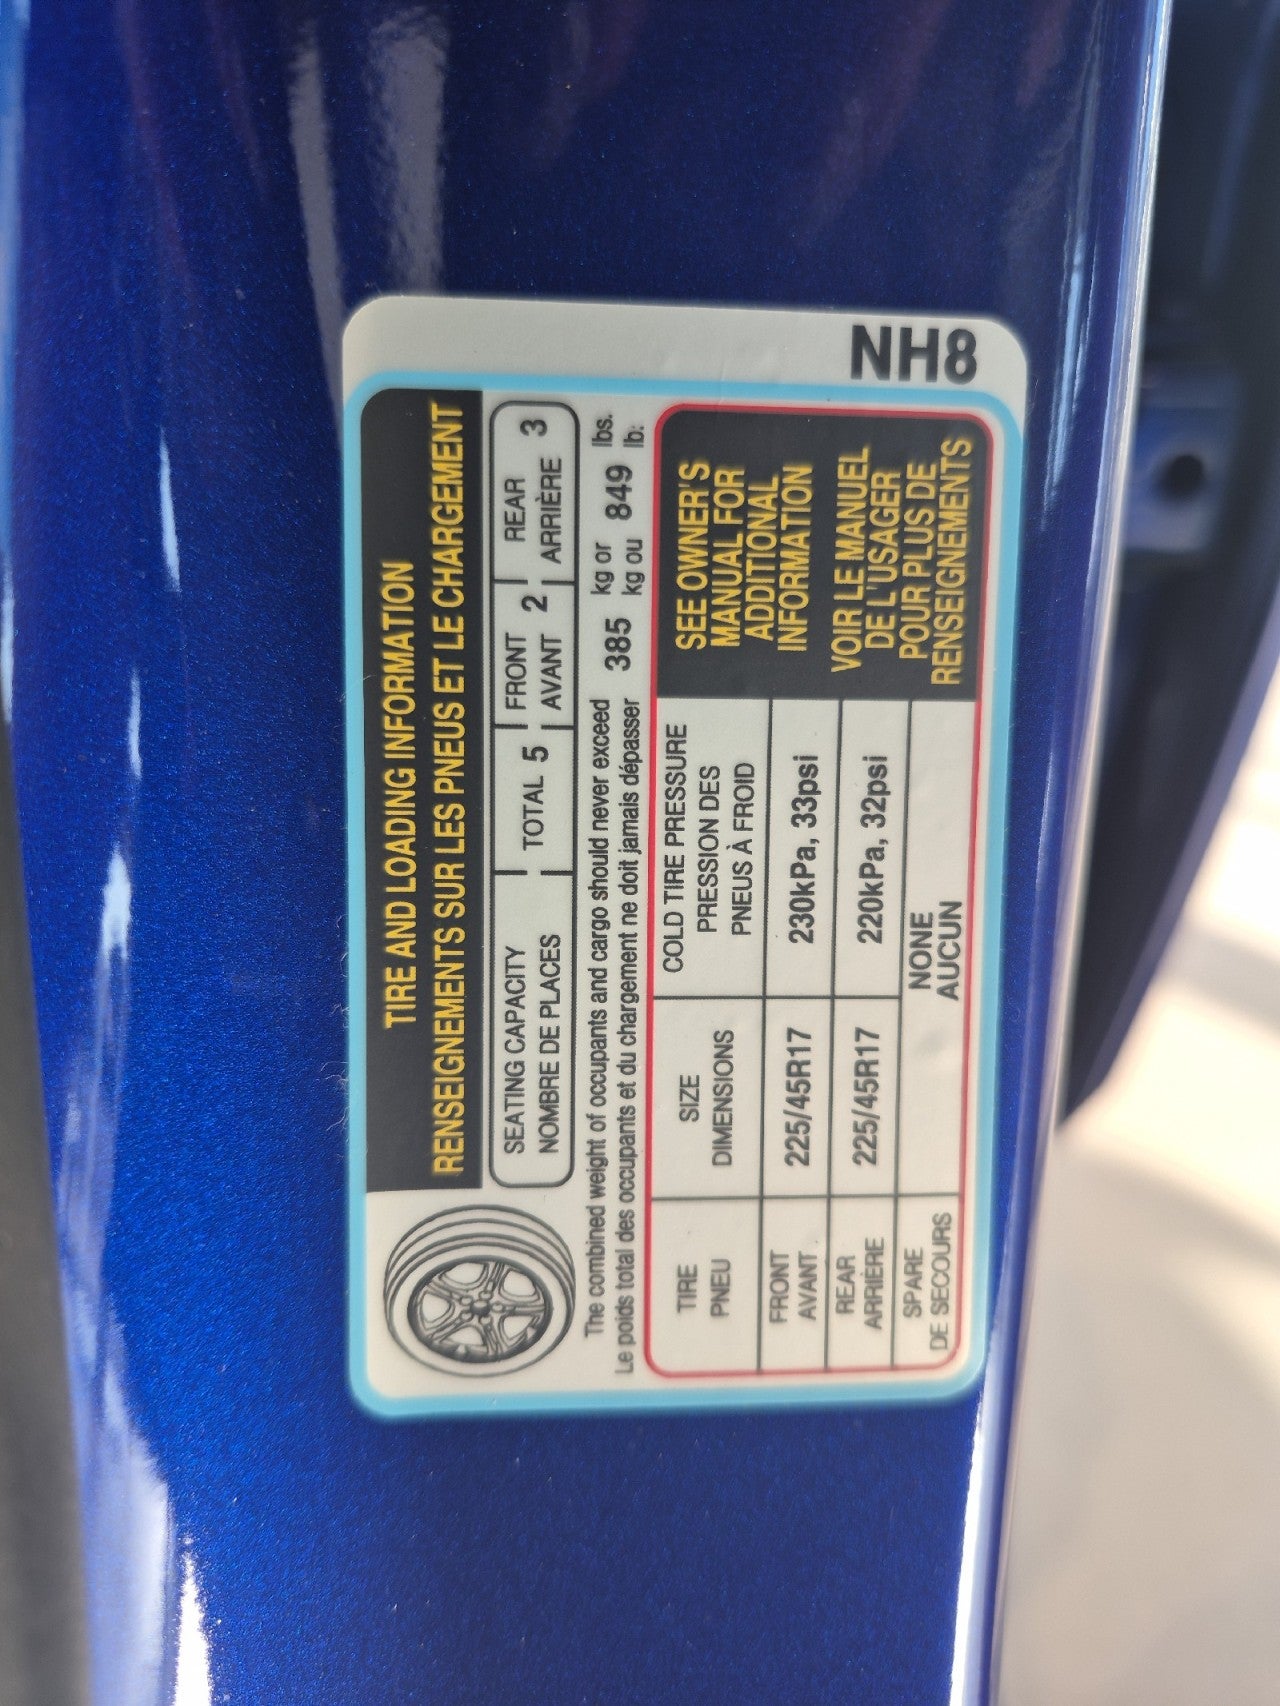 NH8
TIRE AND LOADING INFORMATION
RENSEIGNEMENTS SUR LES PNEUS ET LE CHARGEMENT
SEATING CAPACITY
NOMBRE DE PLACES
TOTAL 5
FRONT
AVANT 2
REAR
ARRIÈRE 3
The combined weight of occupants and cargo should never exceed 385 kg or 849 lbs.
Le poids total des occupants et du chargement ne doit jamais dépasser kg ou lb.
TIRE
PNEU
SIZE
DIMENSIONS
COLD TIRE PRESSURE
PRESSION DES
PNEUS À FROID
FRONT
AVANT
225/45R17
230kPa, 33psi
REAR
ARRIÈRE
225/45R17
220kPa, 32psi
SPARE
DE SECOURS
NONE
AUCUN
SEE OWNER'S
MANUAL FOR
ADDITIONAL
INFORMATION
VOIR LE MANUEL
DE L'USAGER
POUR PLUS DE
RENSEIGNEMENTS